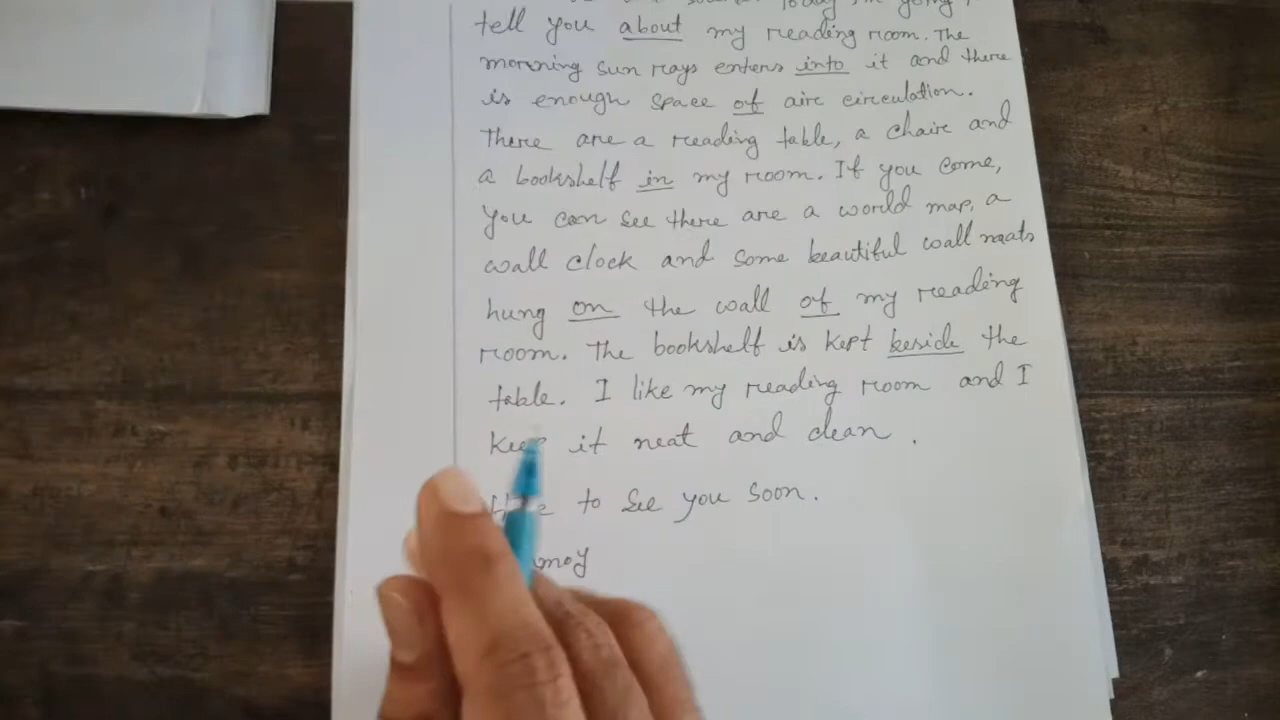 Today I'm going
tell you about my reading room. The
morning sun rays enters into it and there
is enough space of air circulation.
There are a reading table, a chair and
a bookshelf in my room. If you come,
you can see there are a world map, a
wall clock and some beautiful wall mats
hung on the wall of my reading
room. The bookshelf is kept beside the
table. I like my reading room and I
keep it neat and clean.
to see you soon.